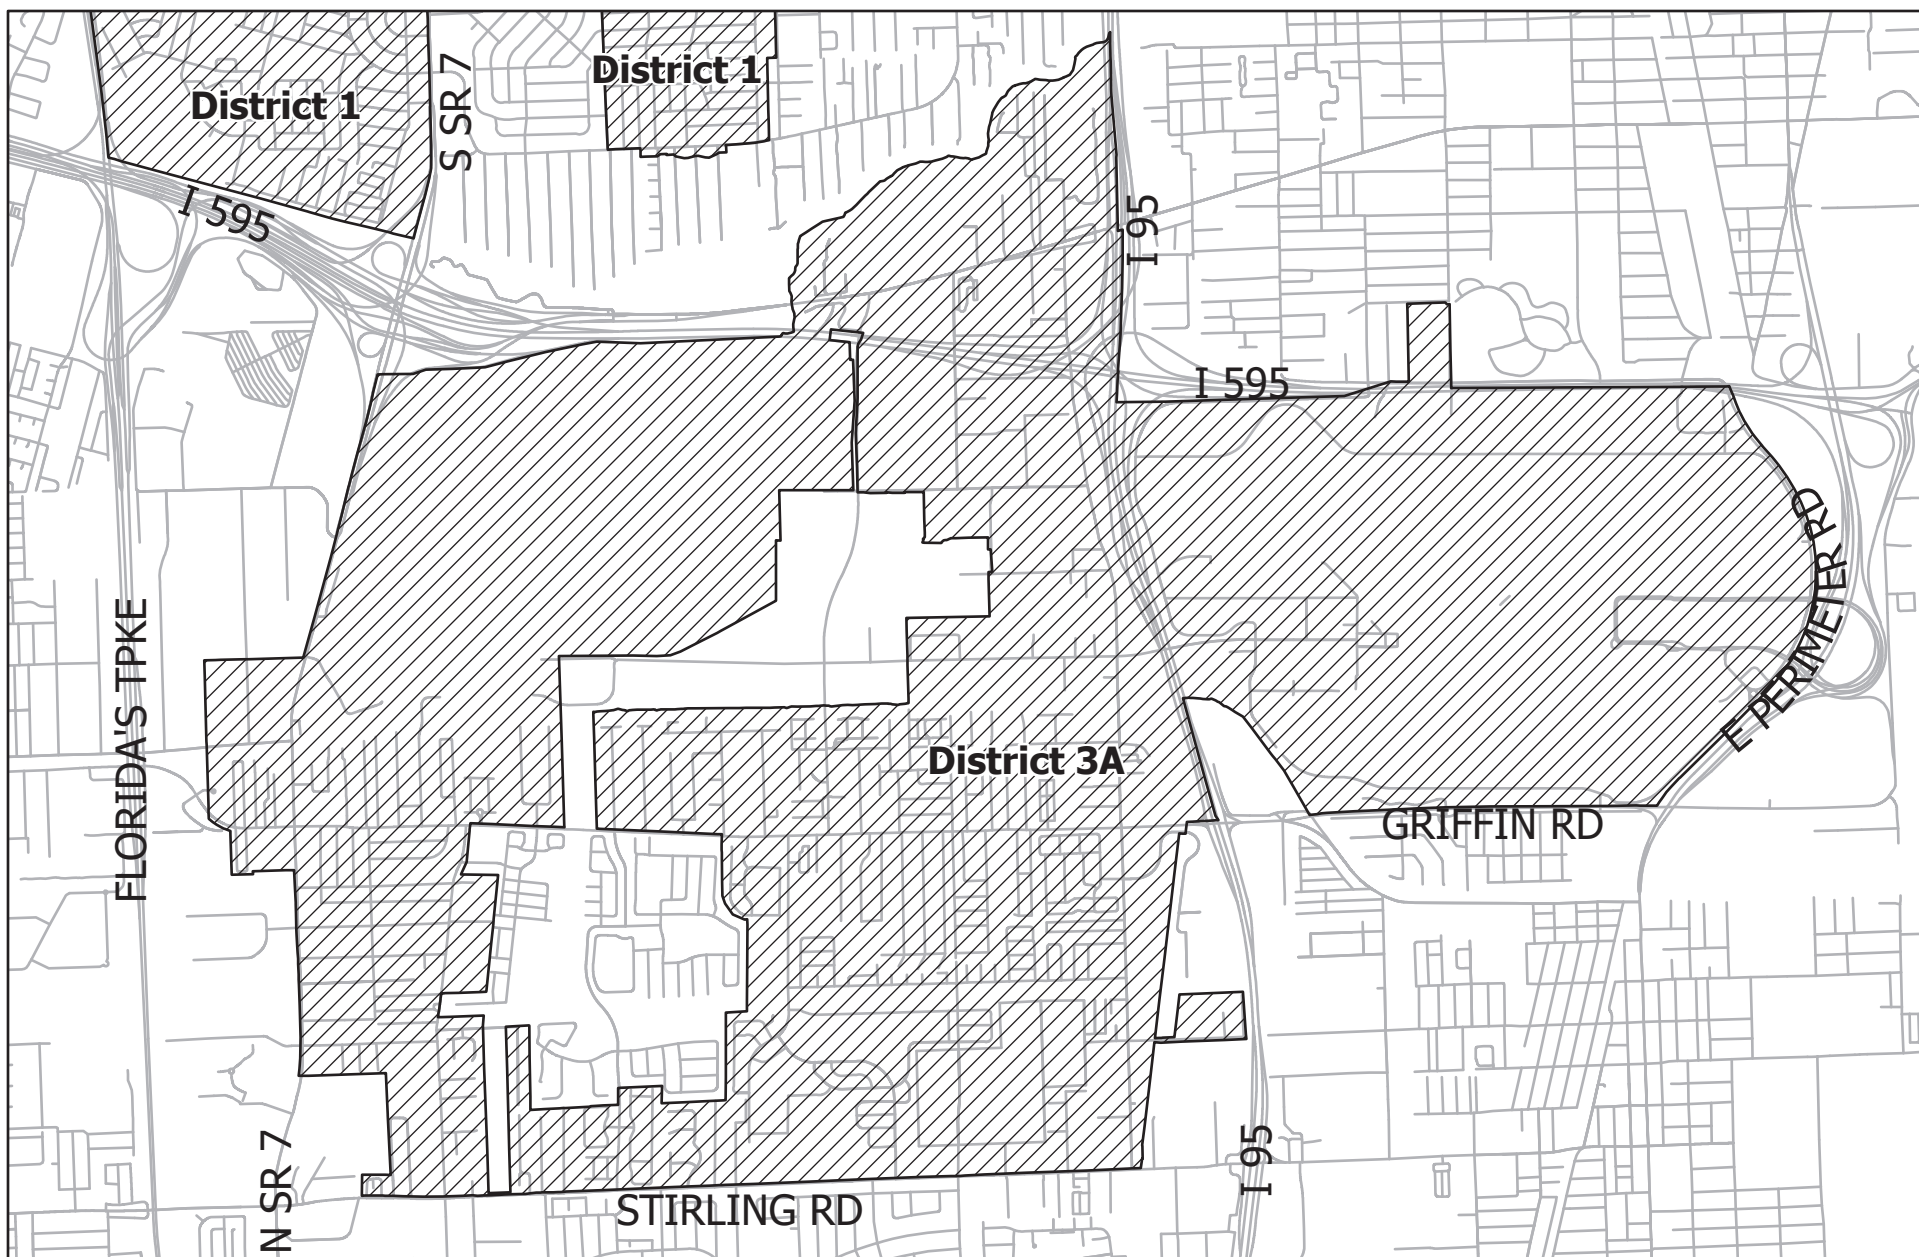 District 1
District 1
S SR 7
I 595
I 95
I 595
E PERIMETER RD
FLORIDA'S TPKE
District 3A
GRIFFIN RD
N SR 7
STIRLING RD
I 95